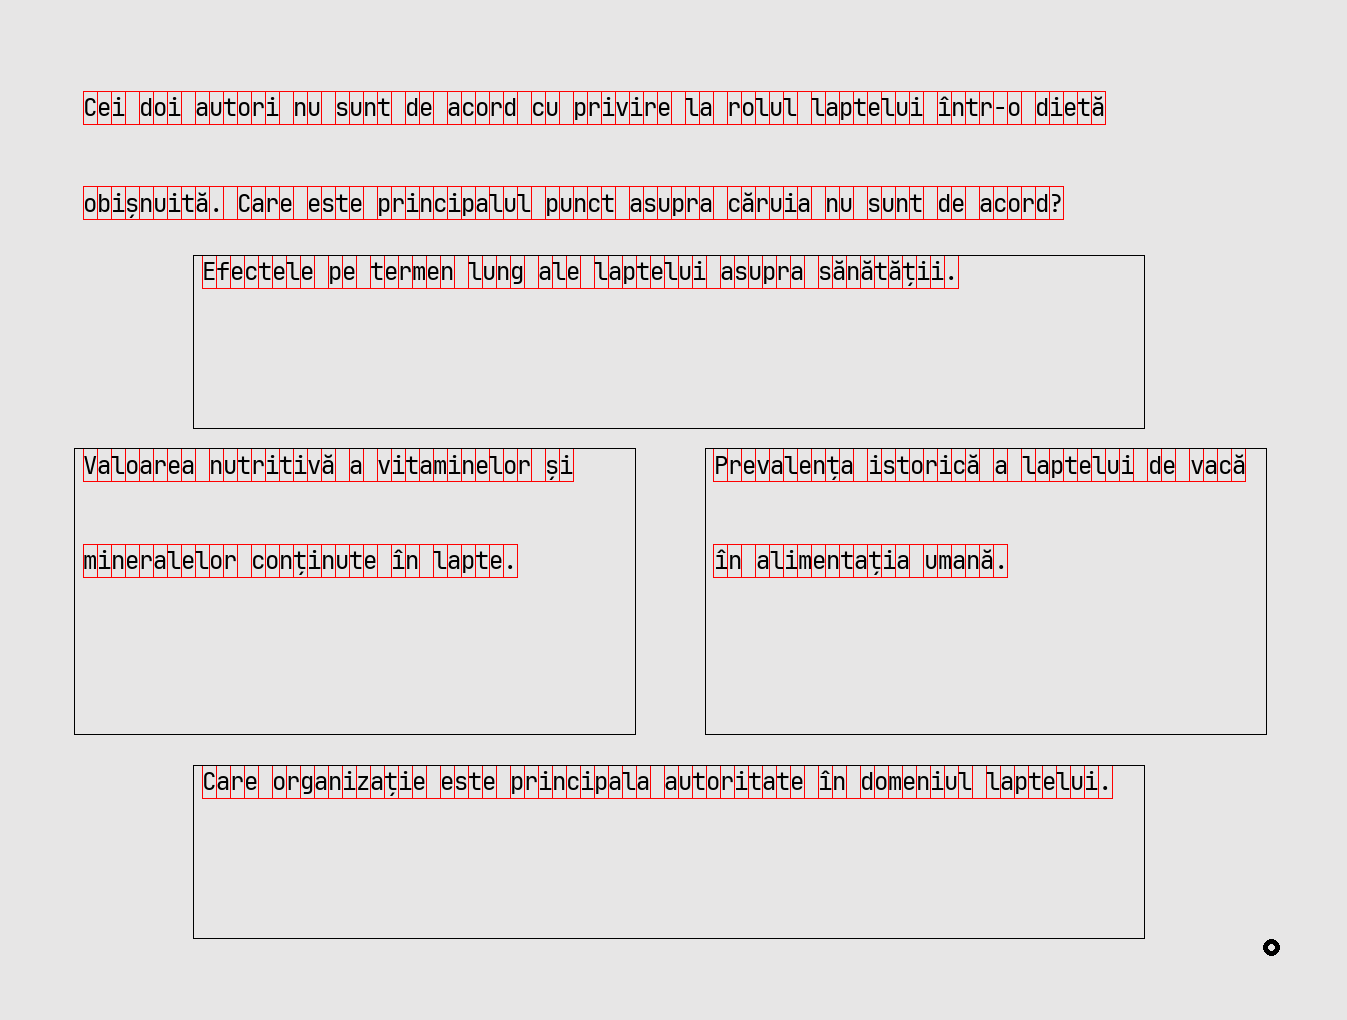 Cei doi autori nu sunt de acord cu privire la rolul laptelui într-o dietă
obișnuită. Care este principalul punct asupra căruia nu sunt de acord?
Efectele pe termen lung ale laptelui asupra sănătății.
Valoarea nutritivă a vitaminelor și
mineralelor conținute în lapte.
Prevalența istorică a laptelui de vacă
în alimentația umană.
Care organizație este principala autoritate în domeniul laptelui.